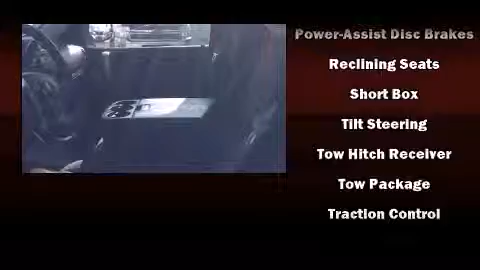 Power-Assist Disc Brakes
Reclining Seats
Short Box
Tilt Steering
Tow Hitch Receiver
Tow Package
Traction Control